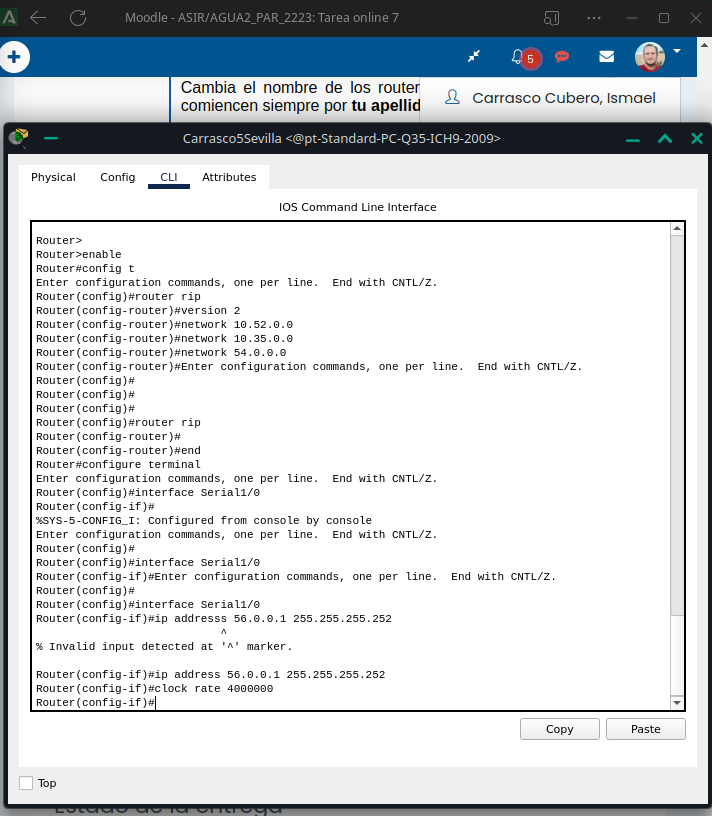 Moodle - ASIR/AGUA2_PAR_2223: Tarea online 7
5
Cambia el nombre de los router
comiencen siempre por tu apellid
Carrasco Cubero, Ismael
Carrasco5Sevilla <@pt-Standard-PC-Q35-ICH9-2009>
Physical Config CLI Attributes
IOS Command Line Interface
Router>
Router>enable
Router#config t
Enter configuration commands, one per line.  End with CNTL/Z.
Router(config)#router rip
Router(config-router)#version 2
Router(config-router)#network 10.52.0.0
Router(config-router)#network 10.35.0.0
Router(config-router)#network 54.0.0.0
Router(config-router)#Enter configuration commands, one per line.  End with CNTL/Z.
Router(config)#
Router(config)#
Router(config)#
Router(config)#router rip
Router(config-router)#
Router(config-router)#end
Router#configure terminal
Enter configuration commands, one per line.  End with CNTL/Z.
Router(config)#interface Serial1/0
Router(config-if)#
%SYS-5-CONFIG_I: Configured from console by console
Enter configuration commands, one per line.  End with CNTL/Z.
Router(config)#
Router(config)#interface Serial1/0
Router(config-if)#Enter configuration commands, one per line.  End with CNTL/Z.
Router(config)#
Router(config)#interface Serial1/0
Router(config-if)#ip addresss 56.0.0.1 255.255.255.252
^
% Invalid input detected at '^' marker.
Router(config-if)#ip address 56.0.0.1 255.255.255.252
Router(config-if)#clock rate 4000000
Router(config-if)#
Copy Paste
Top
Estado de la entrega